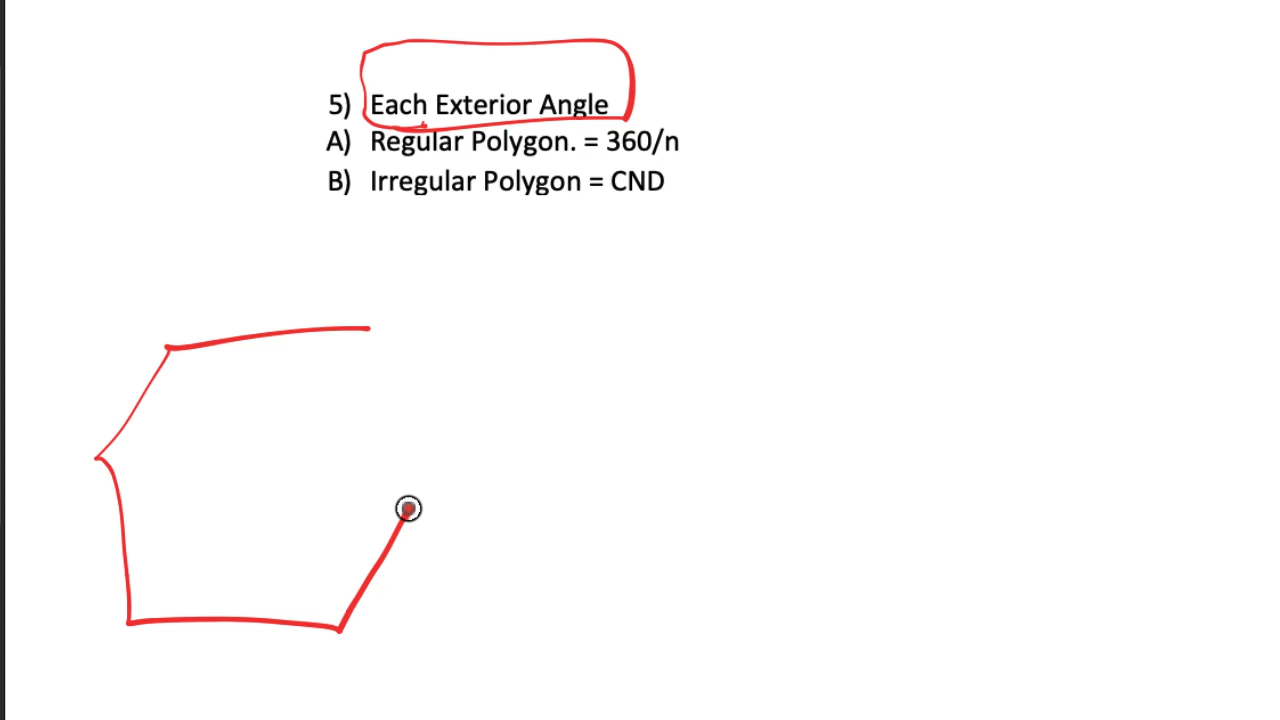 5) Each Exterior Angle
A) Regular Polygon. = 360/n
B) Irregular Polygon = CND